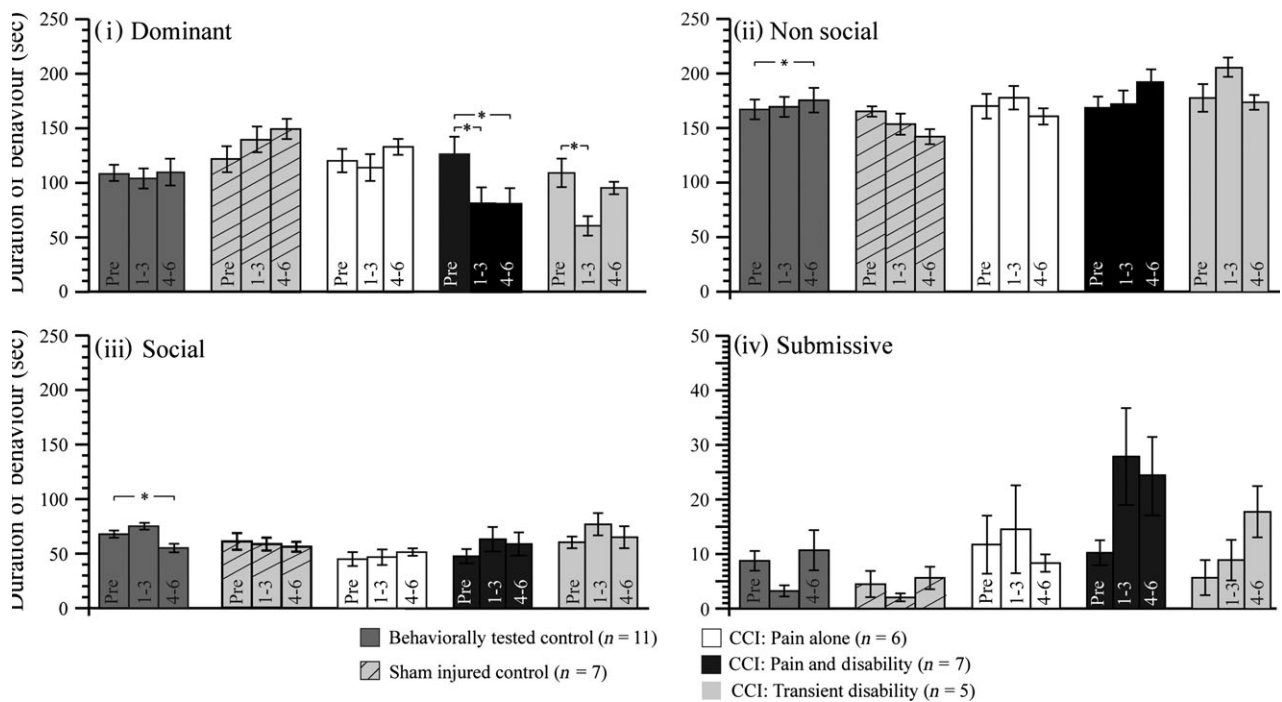 Duration of behaviour (sec)
250
200
150
100
50
0
(i) Dominant
*
*
*
Pre 1-3 4-6
Pre 1-3 4-6
Pre 1-3 4-6
Pre 1-3 4-6
Pre 1-3 4-6
250
200
150
100
50
0
(ii) Non social
*
Pre 1-3 4-6
Pre 1-3 4-6
Pre 1-3 4-6
Pre 1-3 4-6
Pre 1-3 4-6
Duration of behaviour (sec)
250
200
150
100
50
0
(iii) Social
*
Pre 1-3 4-6
Pre 1-3 4-6
Pre 1-3 4-6
Pre 1-3 4-6
Pre 1-3 4-6
50
40
30
20
10
0
(iv) Submissive
Pre 4-6
Pre 1-3 4-6
Pre 1-3 4-6
Pre 1-3 4-6
Behaviorally tested control (n = 11)
Sham injured control (n = 7)
CCI: Pain alone (n = 6)
CCI: Pain and disability (n = 7)
CCI: Transient disability (n = 5)